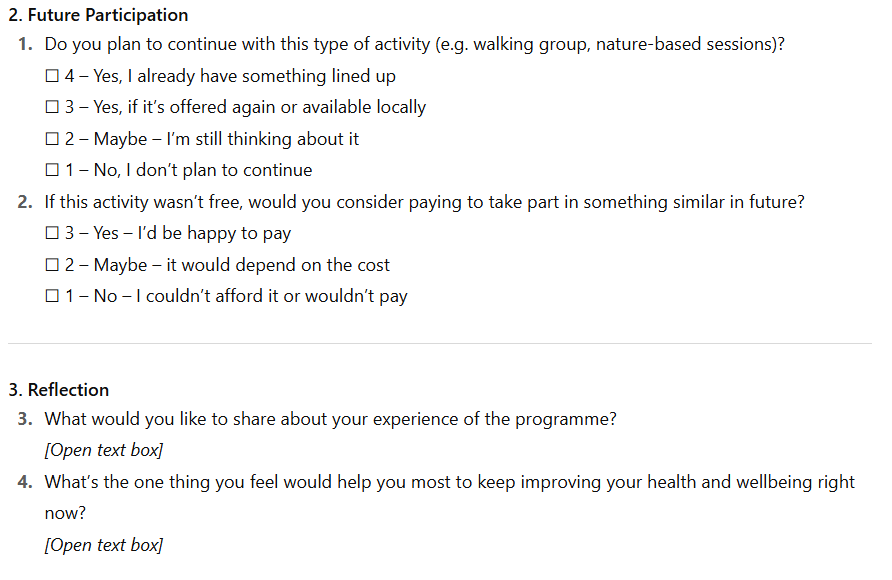 2. Future Participation
1. Do you plan to continue with this type of activity (e.g. walking group, nature-based sessions)?
☐ 4 – Yes, I already have something lined up
☐ 3 – Yes, if it’s offered again or available locally
☐ 2 – Maybe – I’m still thinking about it
☐ 1 – No, I don’t plan to continue
2. If this activity wasn’t free, would you consider paying to take part in something similar in future?
☐ 3 – Yes – I’d be happy to pay
☐ 2 – Maybe – it would depend on the cost
☐ 1 – No – I couldn’t afford it or wouldn’t pay
3. Reflection
3. What would you like to share about your experience of the programme?
[Open text box]
4. What’s the one thing you feel would help you most to keep improving your health and wellbeing right
now?
[Open text box]